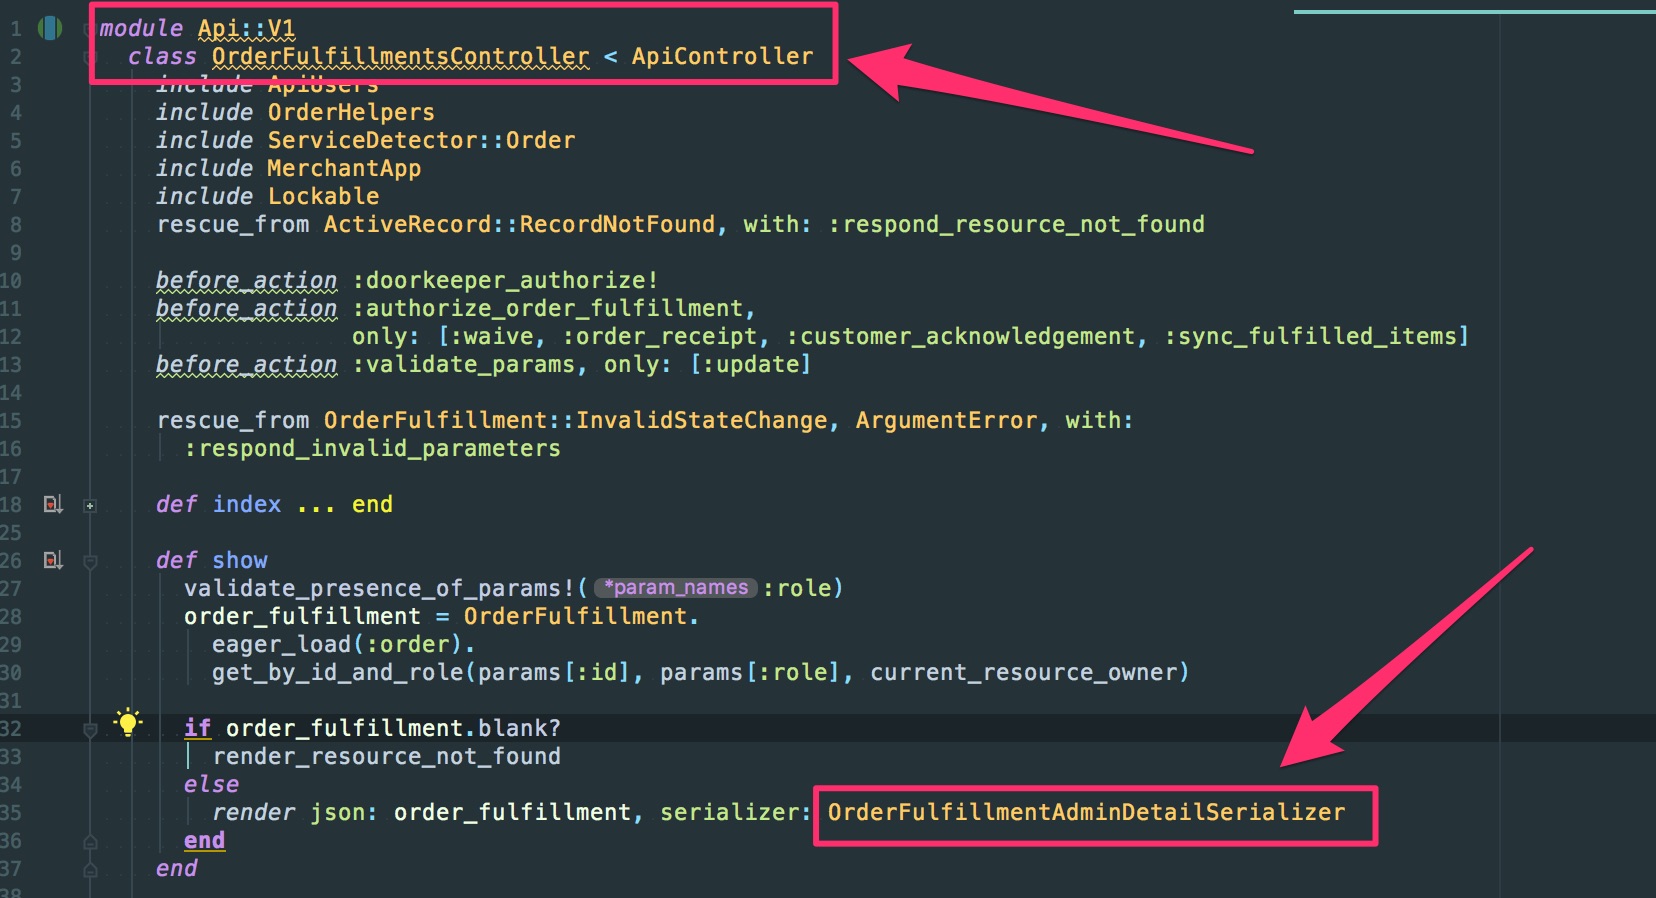 1 module Api::V1
2 class OrderFulfillmentsController < ApiController
3 include ApiUsers
4 include OrderHelpers
5 include ServiceDetector::Order
6 include MerchantApp
7 include Lockable
8 rescue_from ActiveRecord::RecordNotFound, with: :respond_resource_not_found
9
10 before_action :doorkeeper_authorize!
11 before_action :authorize_order_fulfillment,
12 only: [:waive, :order_receipt, :customer_acknowledgement, :sync_fulfilled_items]
13 before_action :validate_params, only: [:update]
14
15 rescue_from OrderFulfillment::InvalidStateChange, ArgumentError, with:
16 :respond_invalid_parameters
17
18 def index ... end
25
26 def show
27 validate_presence_of_params!( *param_names :role)
28 order_fulfillment = OrderFulfillment.
29 eager_load(:order).
30 get_by_id_and_role(params[:id], params[:role], current_resource_owner)
31
32 if order_fulfillment.blank?
33 render_resource_not_found
34 else
35 render json: order_fulfillment, serializer: OrderFulfillmentAdminDetailSerializer
36 end
37 end
38